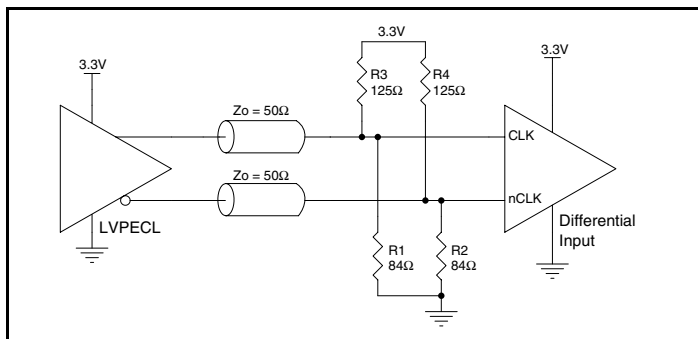 3.3V
3.3V
3.3V
R3
125Ω
R4
125Ω
Zo = 50Ω
CLK
Zo = 50Ω
nCLK
LVPECL
Differential
Input
R1
84Ω
R2
84Ω